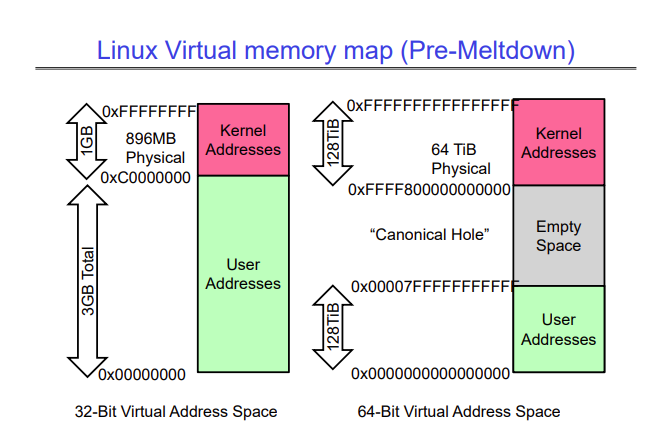 Linux Virtual memory map (Pre-Meltdown)
0xFFFFFFFF
1GB
896MB
Physical
0xC0000000
Kernel
Addresses
3GB Total
User
Addresses
0x00000000
32-Bit Virtual Address Space
0xFFFFFFFFFFFFFFFF
128TiB
64 TiB
Physical
0xFFFF800000000000
Kernel
Addresses
“Canonical Hole”
Empty
Space
0x00007FFFFFFFFFFF
128TiB
User
Addresses
0x0000000000000000
64-Bit Virtual Address Space